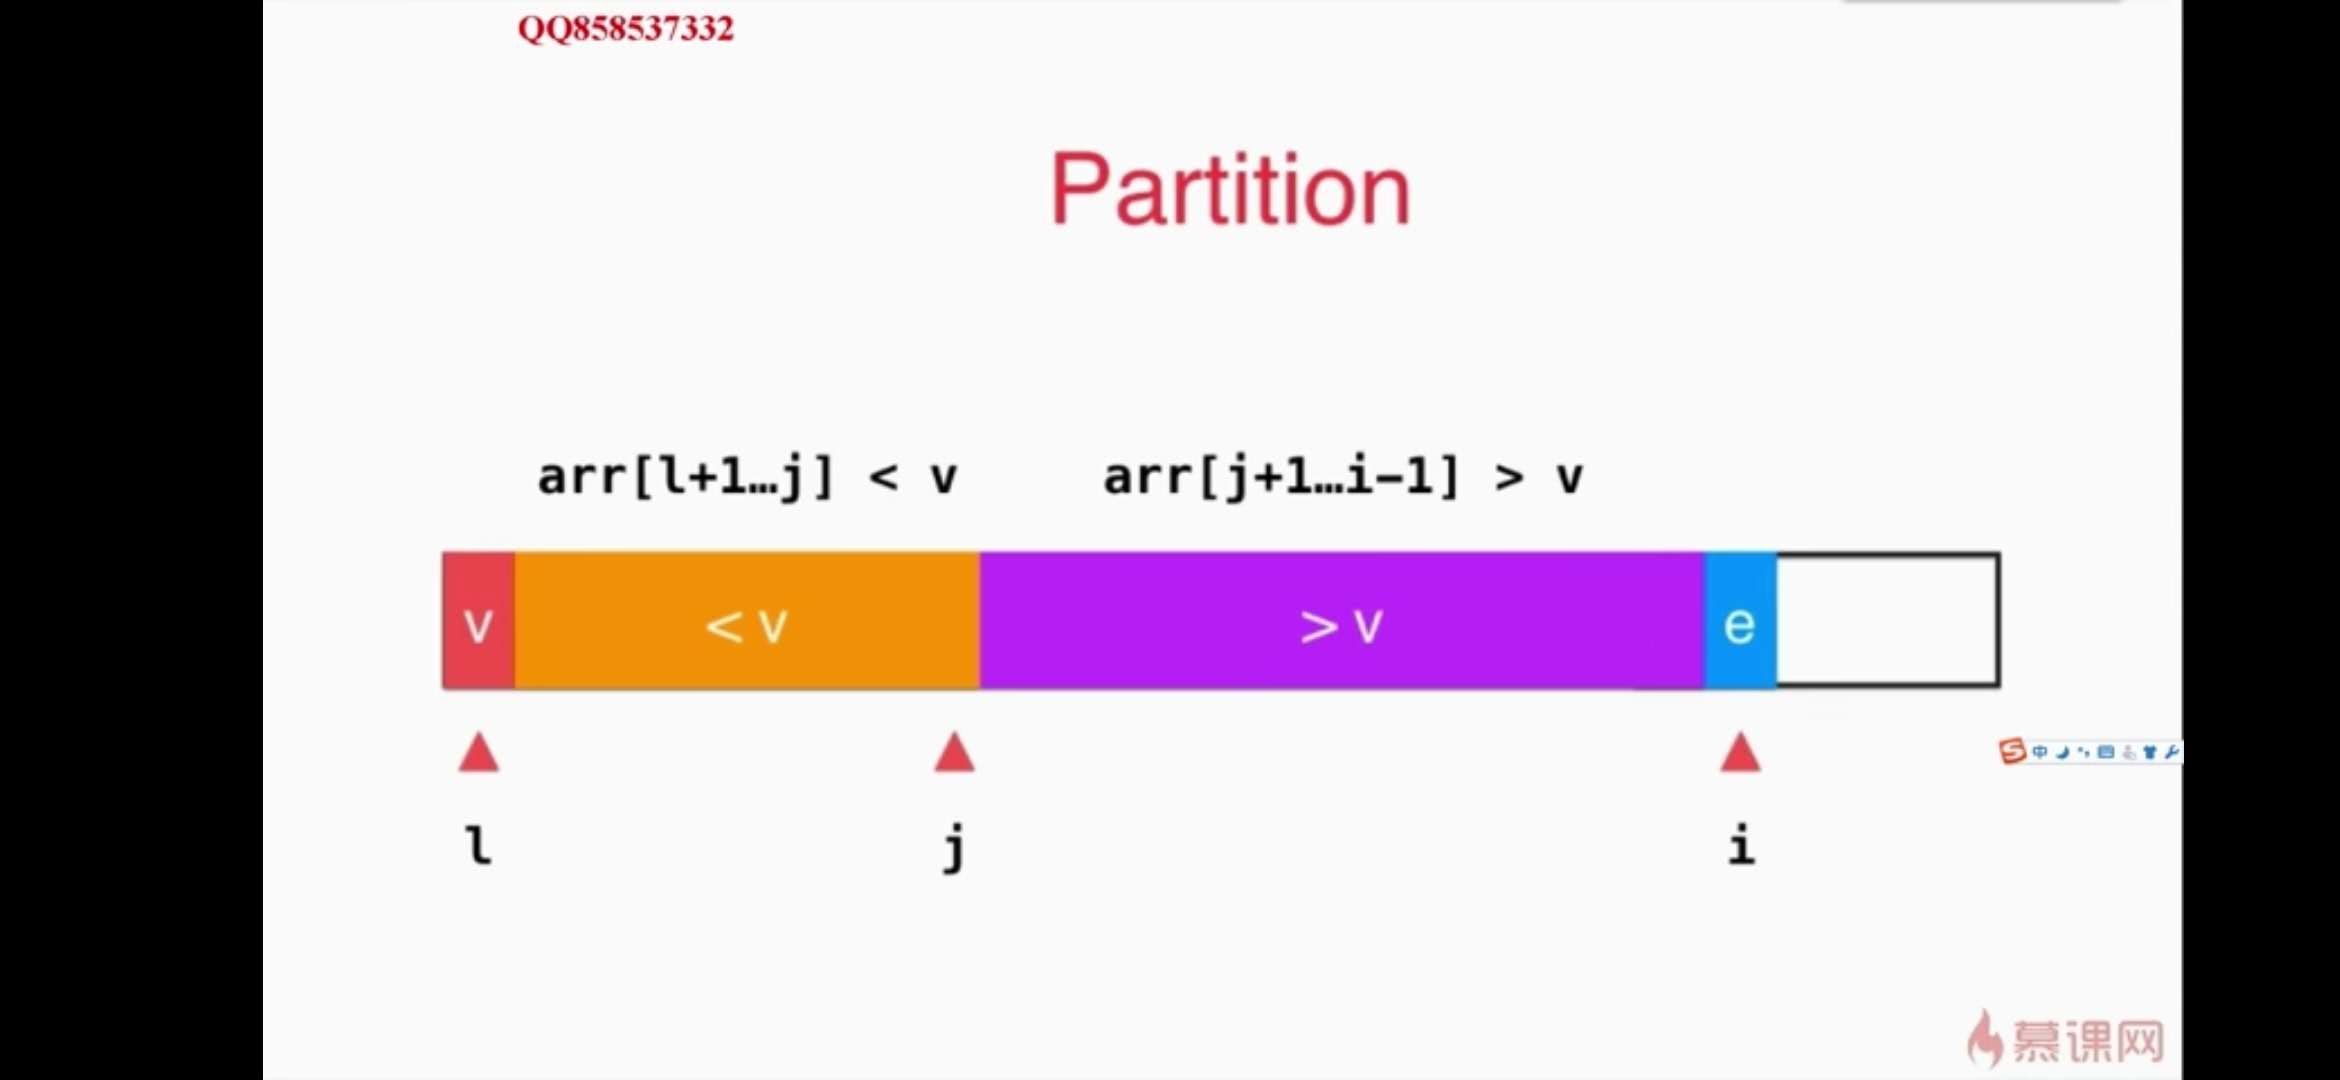 QQ858537332
Partition
arr[l+1…j] < v arr[j+1…i-1] > v
v < v > v e
l j i
中
慕课网